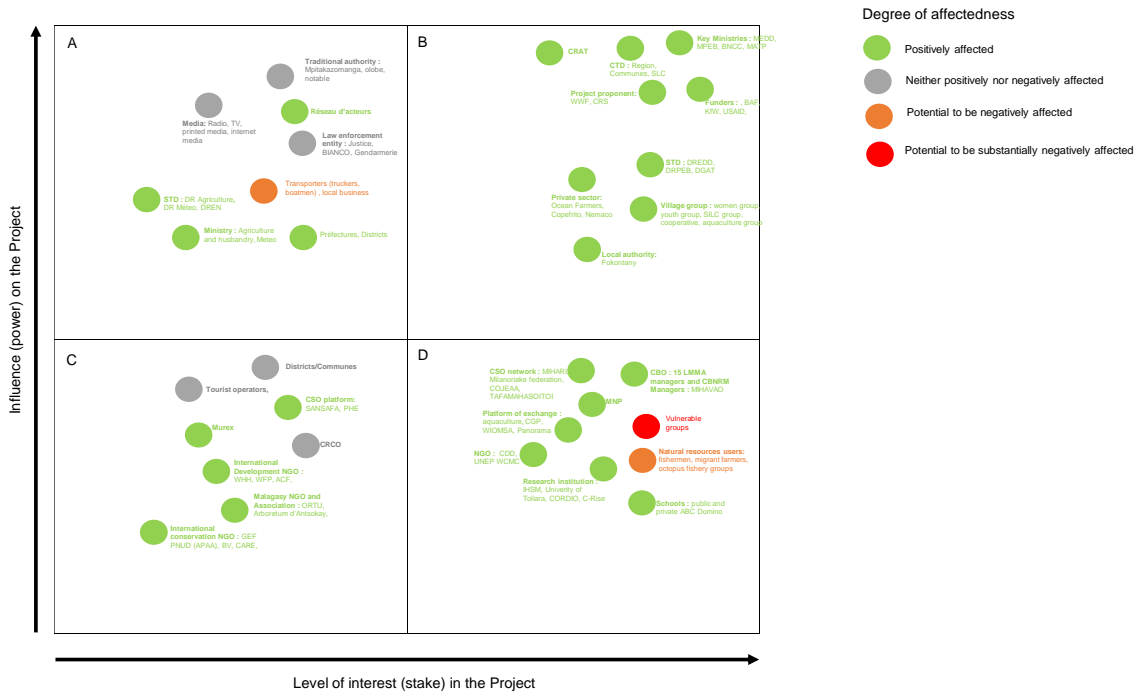 Degree of affectedness
Positively affected
Neither positively nor negatively affected
Potential to be negatively affected
Potential to be substantially negatively affected
Influence (power) on the Project
Level of interest (stake) in the Project
A
Traditional authority :
Mpitakazomanga, olobe,
notable
Réseau d'acteurs
Media: Radio, TV,
printed media, internet
media
Law enforcement
entity : Justice,
BIANCO, Gendarmerie
Transporters (truckers,
boatmen) , local business
STD : DR Agriculture,
DR Méteo, DREN
Ministry : Agriculture
and husbandry, Meteo
Préfectures, Districts
B
CRAT
Key Ministries : MEDD,
MPEB, BNCC, MATP
CTD : Region,
Communes, SLC
Project proponent:
WWF, CRS
Funders : , BAF
KfW, USAID,
STD : DREDD,
DRPEB, DGAT
Private sector:
Ocean Farmers,
Copefrito, Nemaco
Village group : women group
youth group, SILC group,
cooperative, aquaculture group
Local authority:
Fokontany
C
Districts/Communes
Tourist operators,
CSO platform:
SANSAFA, PHE
Murex
CRCO
International
Development NGO :
WHH, WFP, ACF,
Malagasy NGO and
Association : ORTU,
Arboretum d'Antsokay,
International
conservation NGO : GEF
PNUD (APAA), BV, CARE,
D
CSO network : MIHARI
Milanoriake federation,
COJEAA,
TAFAMAHASOITOI
CBO : 15 LMMA
managers and CBNRM
Managers : MIHAVAO
MNP
Platform of exchange :
aquaculture, CGP,
WIOMSA, Panorama
Vulnerable
groups
NGO : CDD,
UNEP WCMC
Natural resources users:
fishermen, migrant farmers,
octopus fishery groups
Research institution :
IHSM, Univerity of
Toliara, CORDIO, C-Rise
Schools : public and
private ABC Domino